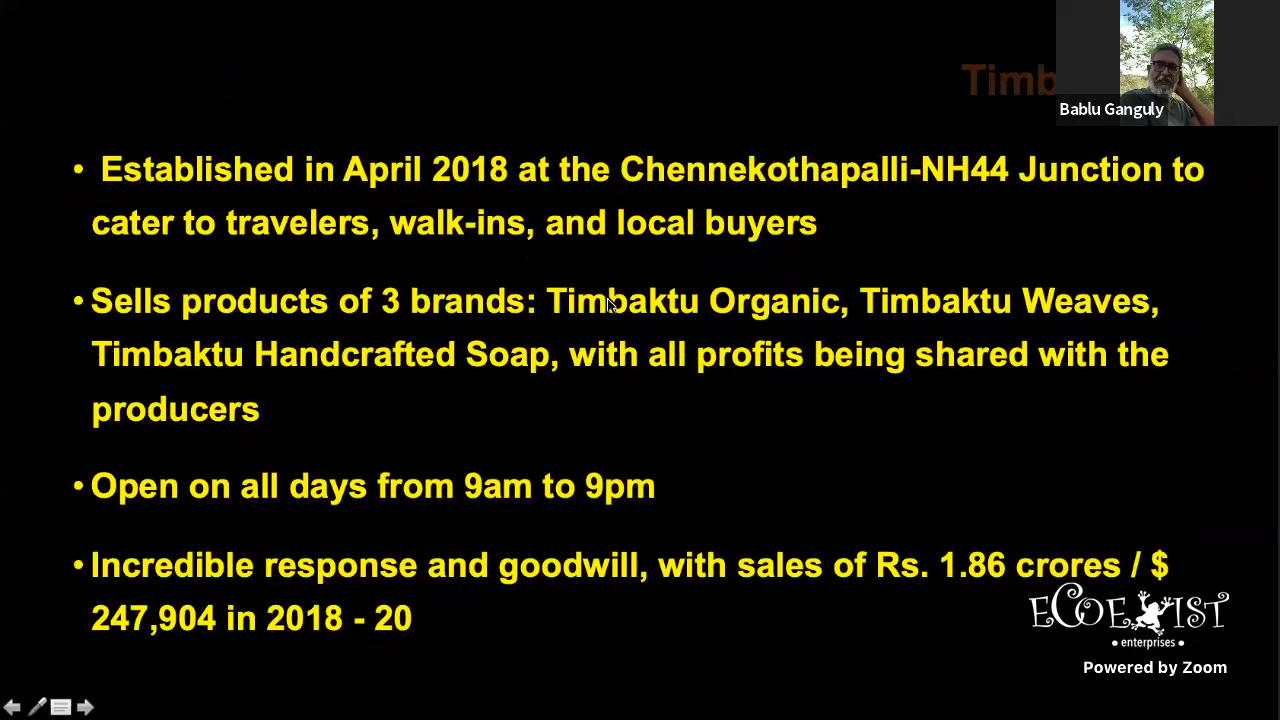 Timb
Bablu Ganguly
• Established in April 2018 at the Chennekothapalli-NH44 Junction to
cater to travelers, walk-ins, and local buyers
• Sells products of 3 brands: Timbaktu Organic, Timbaktu Weaves,
Timbaktu Handcrafted Soap, with all profits being shared with the
producers
• Open on all days from 9am to 9pm
• Incredible response and goodwill, with sales of Rs. 1.86 crores / $
247,904 in 2018 - 20
ECOEXIST
• enterprises •
Powered by Zoom